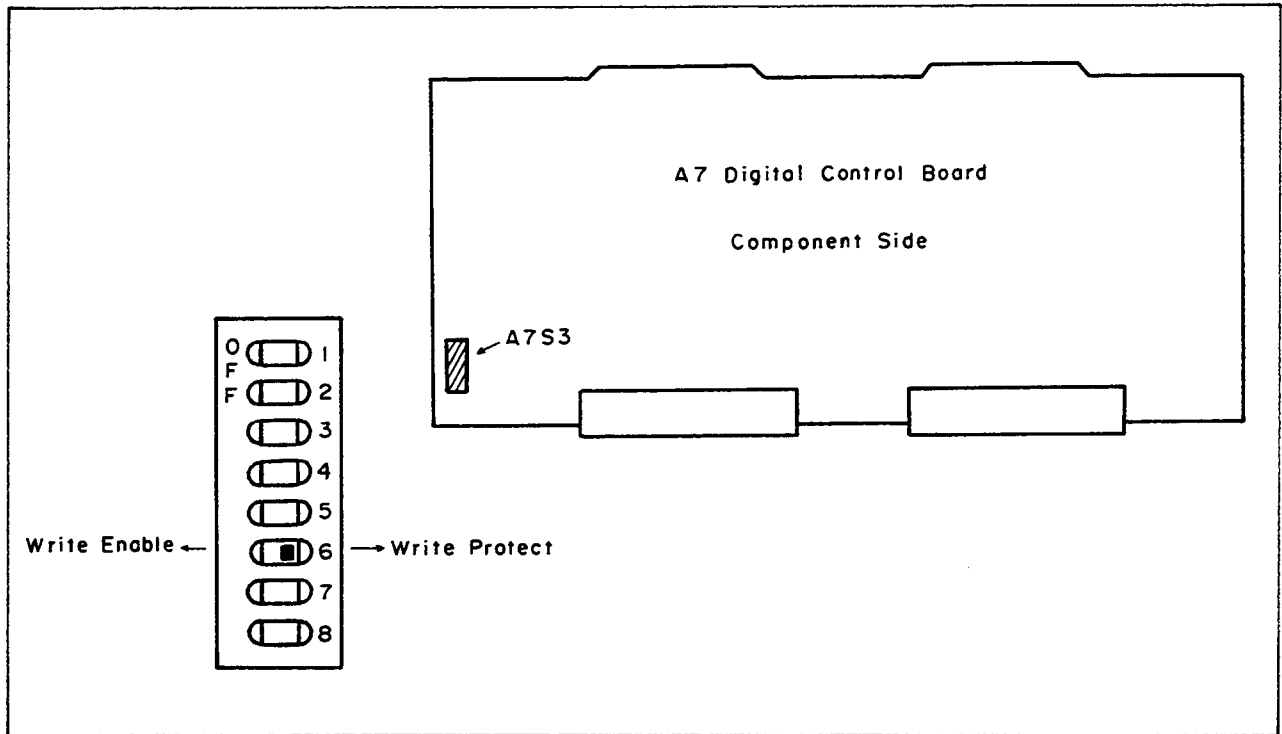 A7 Digital Control Board
Component Side
A7S3
OFF
1
2
3
4
5
6
7
8
Write Enable
Write Protect